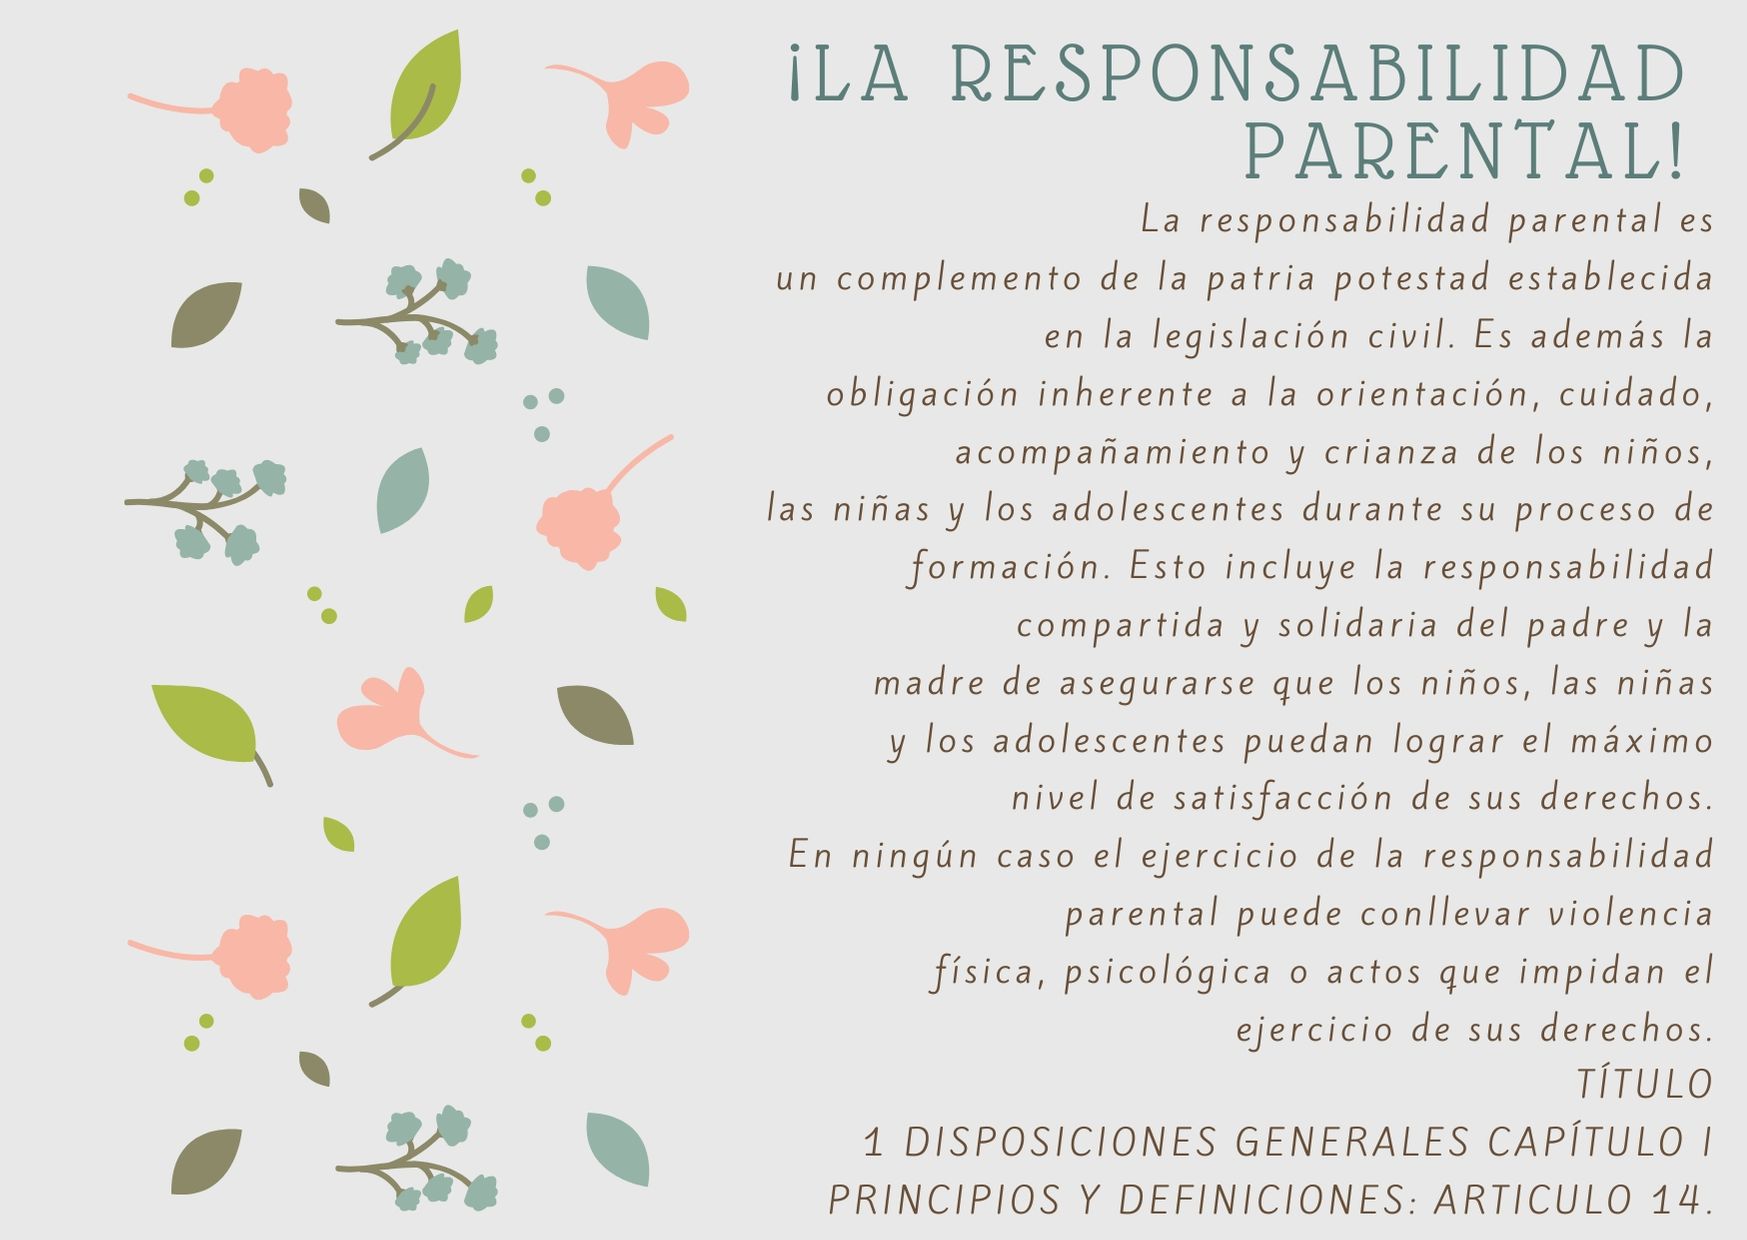 ¡LA RESPONSABILIDAD
PARENTAL!
La responsabilidad parental es
un complemento de la patria potestad establecida
en la legislación civil. Es además la
obligación inherente a la orientación, cuidado,
acompañamiento y crianza de los niños,
las niñas y los adolescentes durante su proceso de
formación. Esto incluye la responsabilidad
compartida y solidaria del padre y la
madre de asegurarse que los niños, las niñas
y los adolescentes puedan lograr el máximo
nivel de satisfacción de sus derechos.
En ningún caso el ejercicio de la responsabilidad
parental puede conllevar violencia
física, psicológica o actos que impidan el
ejercicio de sus derechos.
TÍTULO
1 DISPOSICIONES GENERALES CAPÍTULO I
PRINCIPIOS Y DEFINICIONES: ARTICULO 14.